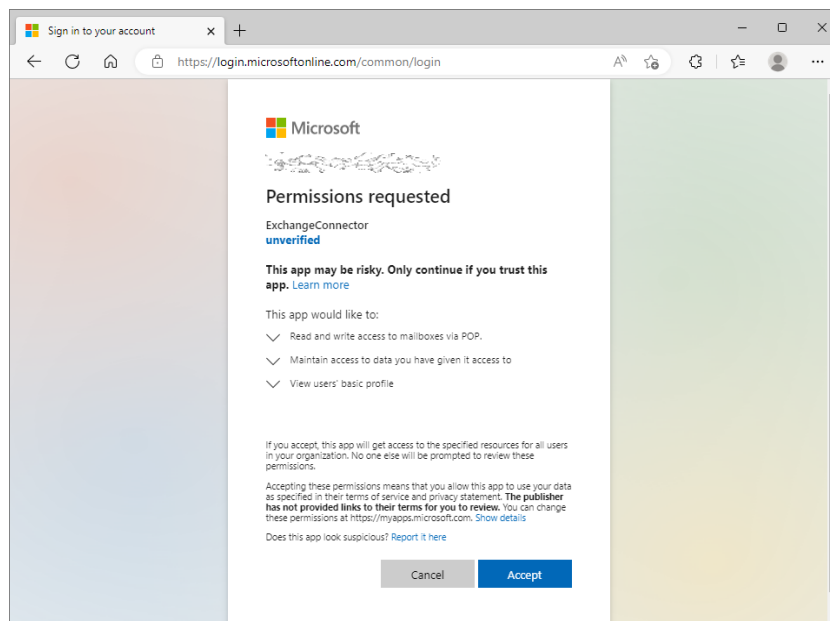 Sign in to your account
https://login.microsoftonline.com/common/login
Microsoft
Permissions requested
ExchangeConnector
unverified
This app may be risky. Only continue if you trust this
app. Learn more
This app would like to:
Read and write access to mailboxes via POP.
Maintain access to data you have given it access to
View users' basic profile
If you accept, this app will get access to the specified resources for all users
in your organization. No one else will be prompted to review these
permissions.
Accepting these permissions means that you allow this app to use your data
as specified in their terms of service and privacy statement. The publisher
has not provided links to their terms for you to review. You can change
these permissions at https://myapps.microsoft.com. Show details
Does this app look suspicious? Report it here
Cancel Accept